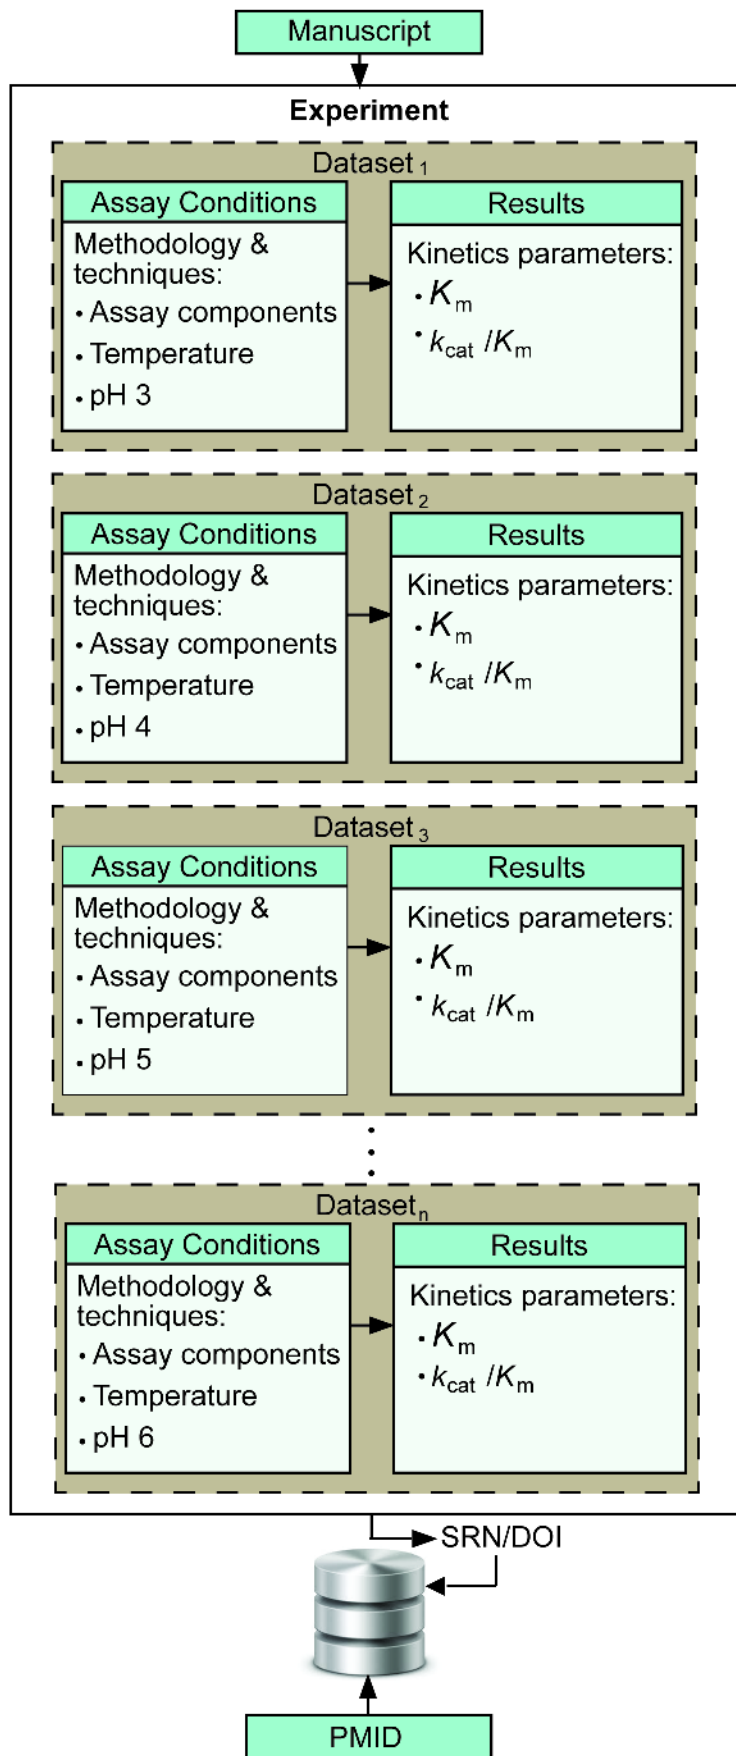 Manuscript
Experiment
Dataset 1
Assay Conditions
Methodology &
techniques:
• Assay components
• Temperature
• pH 3
Results
Kinetics parameters:
• Km
• kcat /Km
Dataset 2
Assay Conditions
Methodology &
techniques:
• Assay components
• Temperature
• pH 4
Results
Kinetics parameters:
• Km
• kcat /Km
Dataset 3
Assay Conditions
Methodology &
techniques:
• Assay components
• Temperature
• pH 5
Results
Kinetics parameters:
• Km
• kcat /Km
Dataset n
Assay Conditions
Methodology &
techniques:
• Assay components
• Temperature
• pH 6
Results
Kinetics parameters:
• Km
• kcat /Km
SRN/DOI
PMID